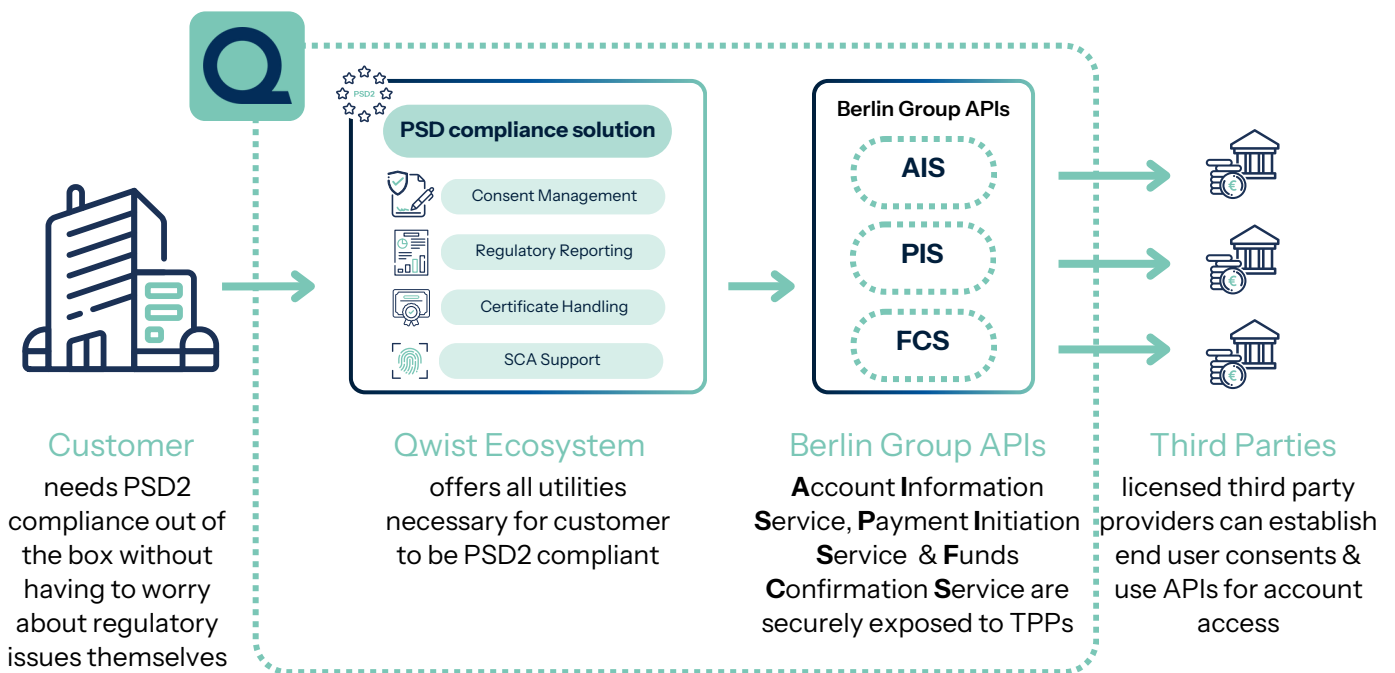 Q
PSD2
PSD compliance solution
Consent Management
Regulatory Reporting
Certificate Handling
SCA Support
Berlin Group APIs
AIS
PIS
FCS
€
€
€
Customer
needs PSD2
compliance out of
the box without
having to worry
about regulatory
issues themselves
Qwist Ecosystem
offers all utilities
necessary for customer
to be PSD2 compliant
Berlin Group APIs
Account Information
Service, Payment Initiation
Service & Funds
Confirmation Service are
securely exposed to TPPs
Third Parties
licensed third party
providers can establish
end user consents &
use APIs for account
access